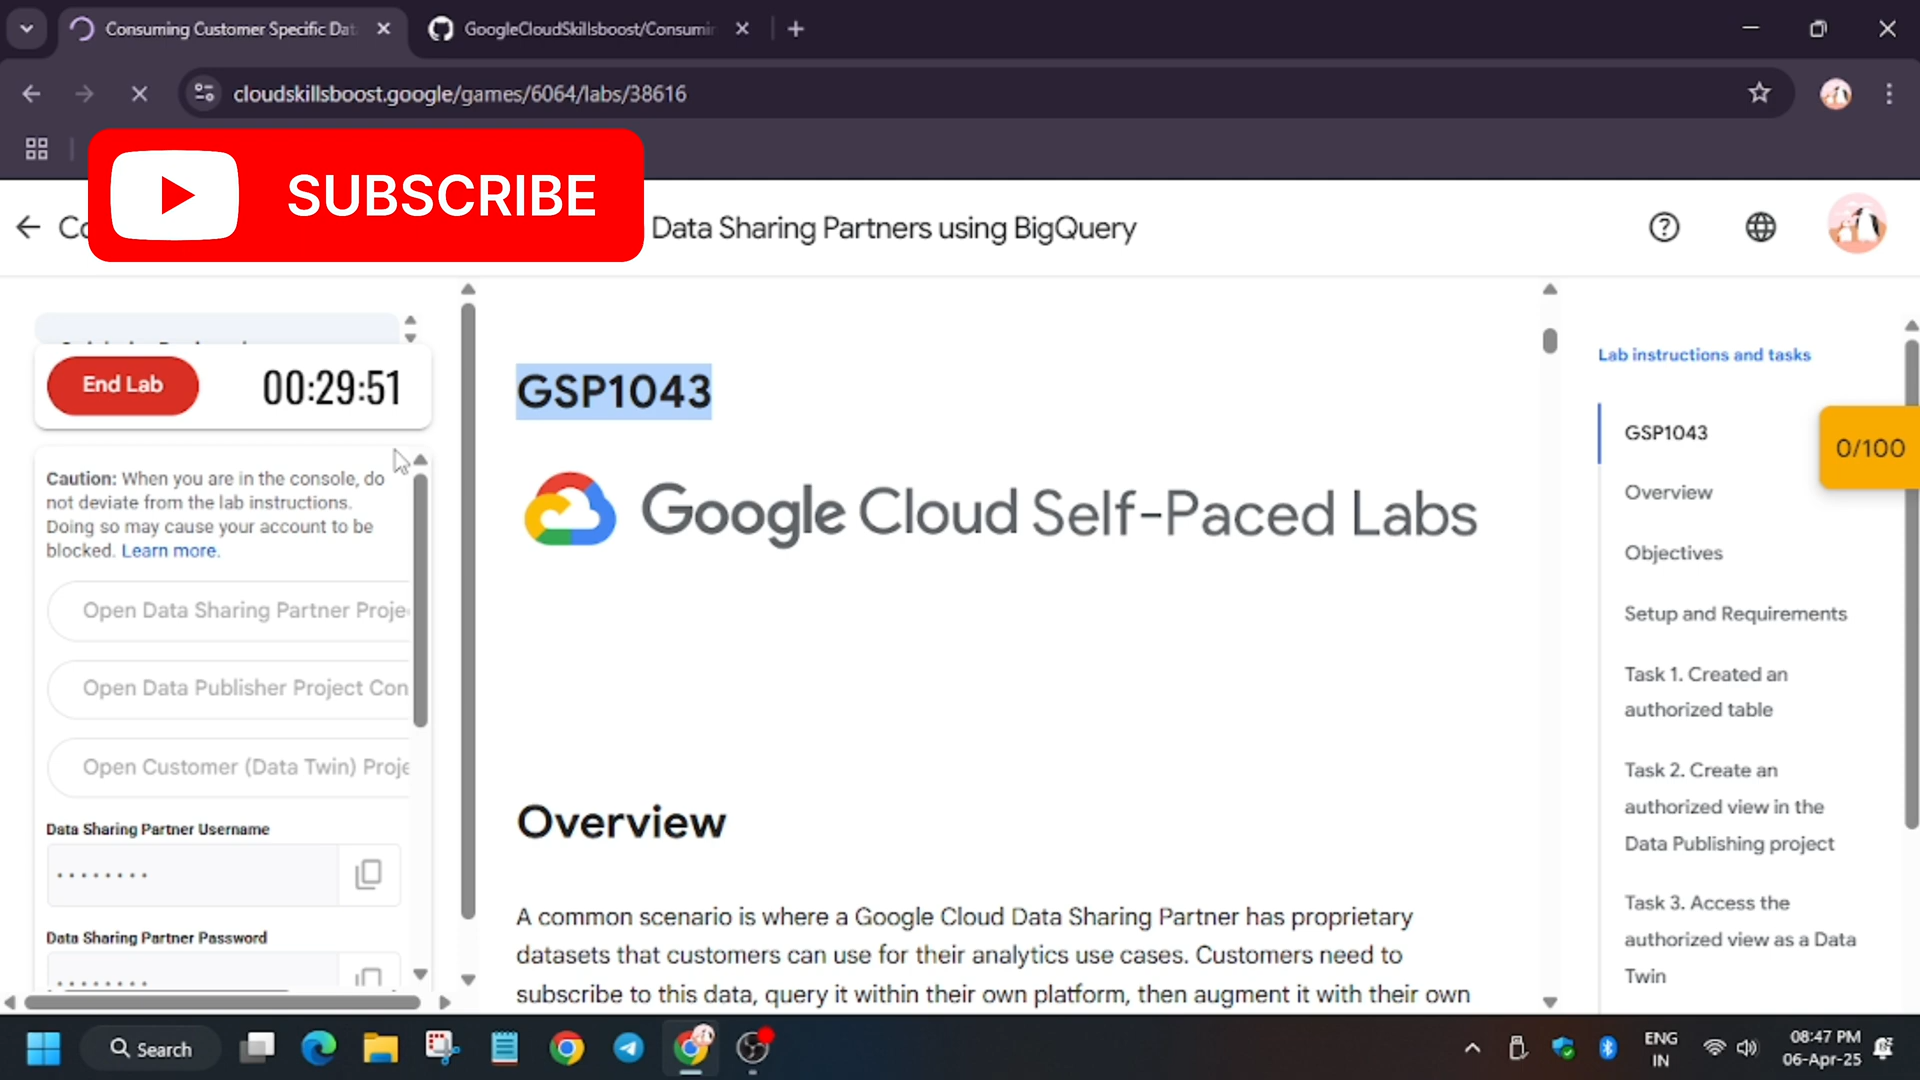 Consuming Customer Specific Dat
GoogleCloudSkillsboost/Consumin
cloudskillsboost.google/games/6064/labs/38616
SUBSCRIBE
Co
Data Sharing Partners using BigQuery
End Lab
00:29:51
Caution: When you are in the console, do
not deviate from the lab instructions.
Doing so may cause your account to be
blocked. Learn more.
Open Data Sharing Partner Proje
Open Data Publisher Project Con
Open Customer (Data Twin) Proje
Data Sharing Partner Username
Data Sharing Partner Password
GSP1043
Google Cloud Self-Paced Labs
Overview
A common scenario is where a Google Cloud Data Sharing Partner has proprietary
datasets that customers can use for their analytics use cases. Customers need to
subscribe to this data, query it within their own platform, then augment it with their own
Lab instructions and tasks
GSP1043
0/100
Overview
Objectives
Setup and Requirements
Task 1. Created an
authorized table
Task 2. Create an
authorized view in the
Data Publishing project
Task 3. Access the
authorized view as a Data
Twin
Search
ENG
IN
08:47 PM
06-Apr-25